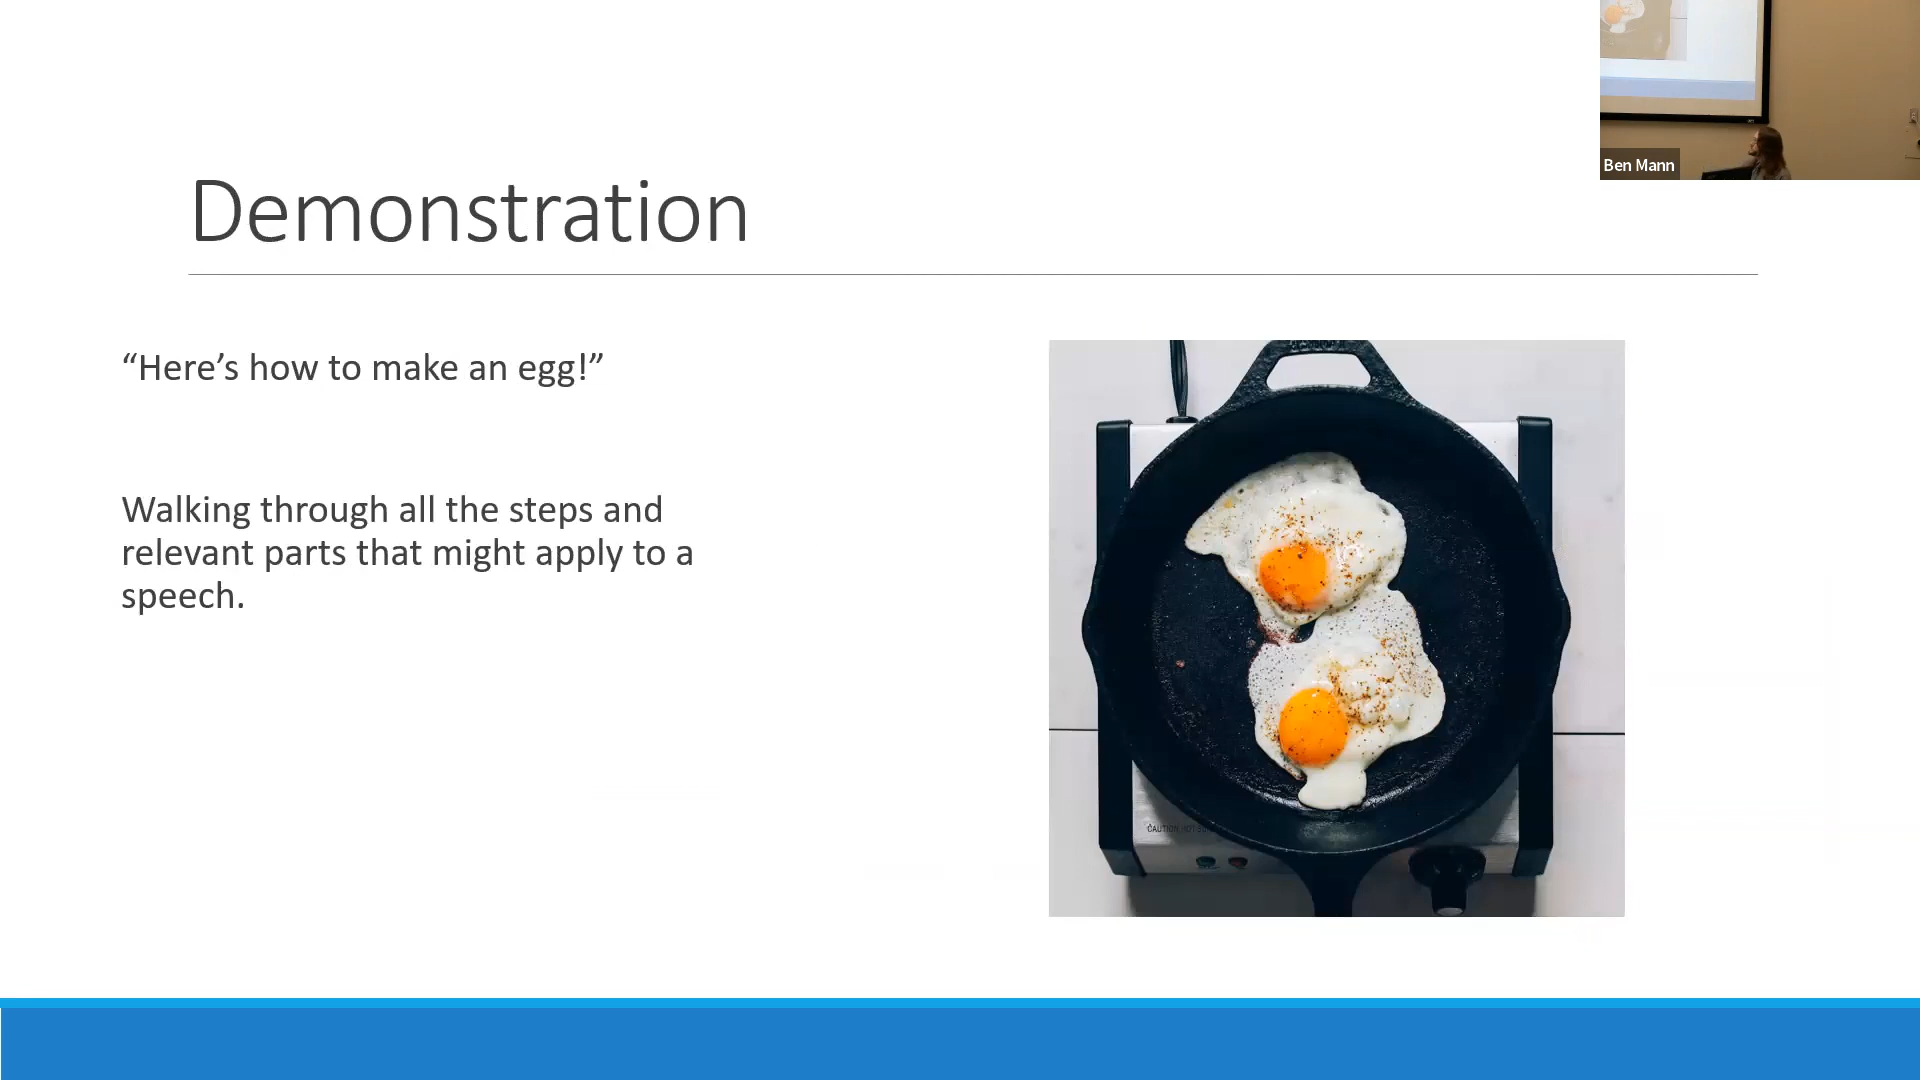 Ben Mann
Demonstration
“Here’s how to make an egg!”
Walking through all the steps and
relevant parts that might apply to a
speech.
CAUTION